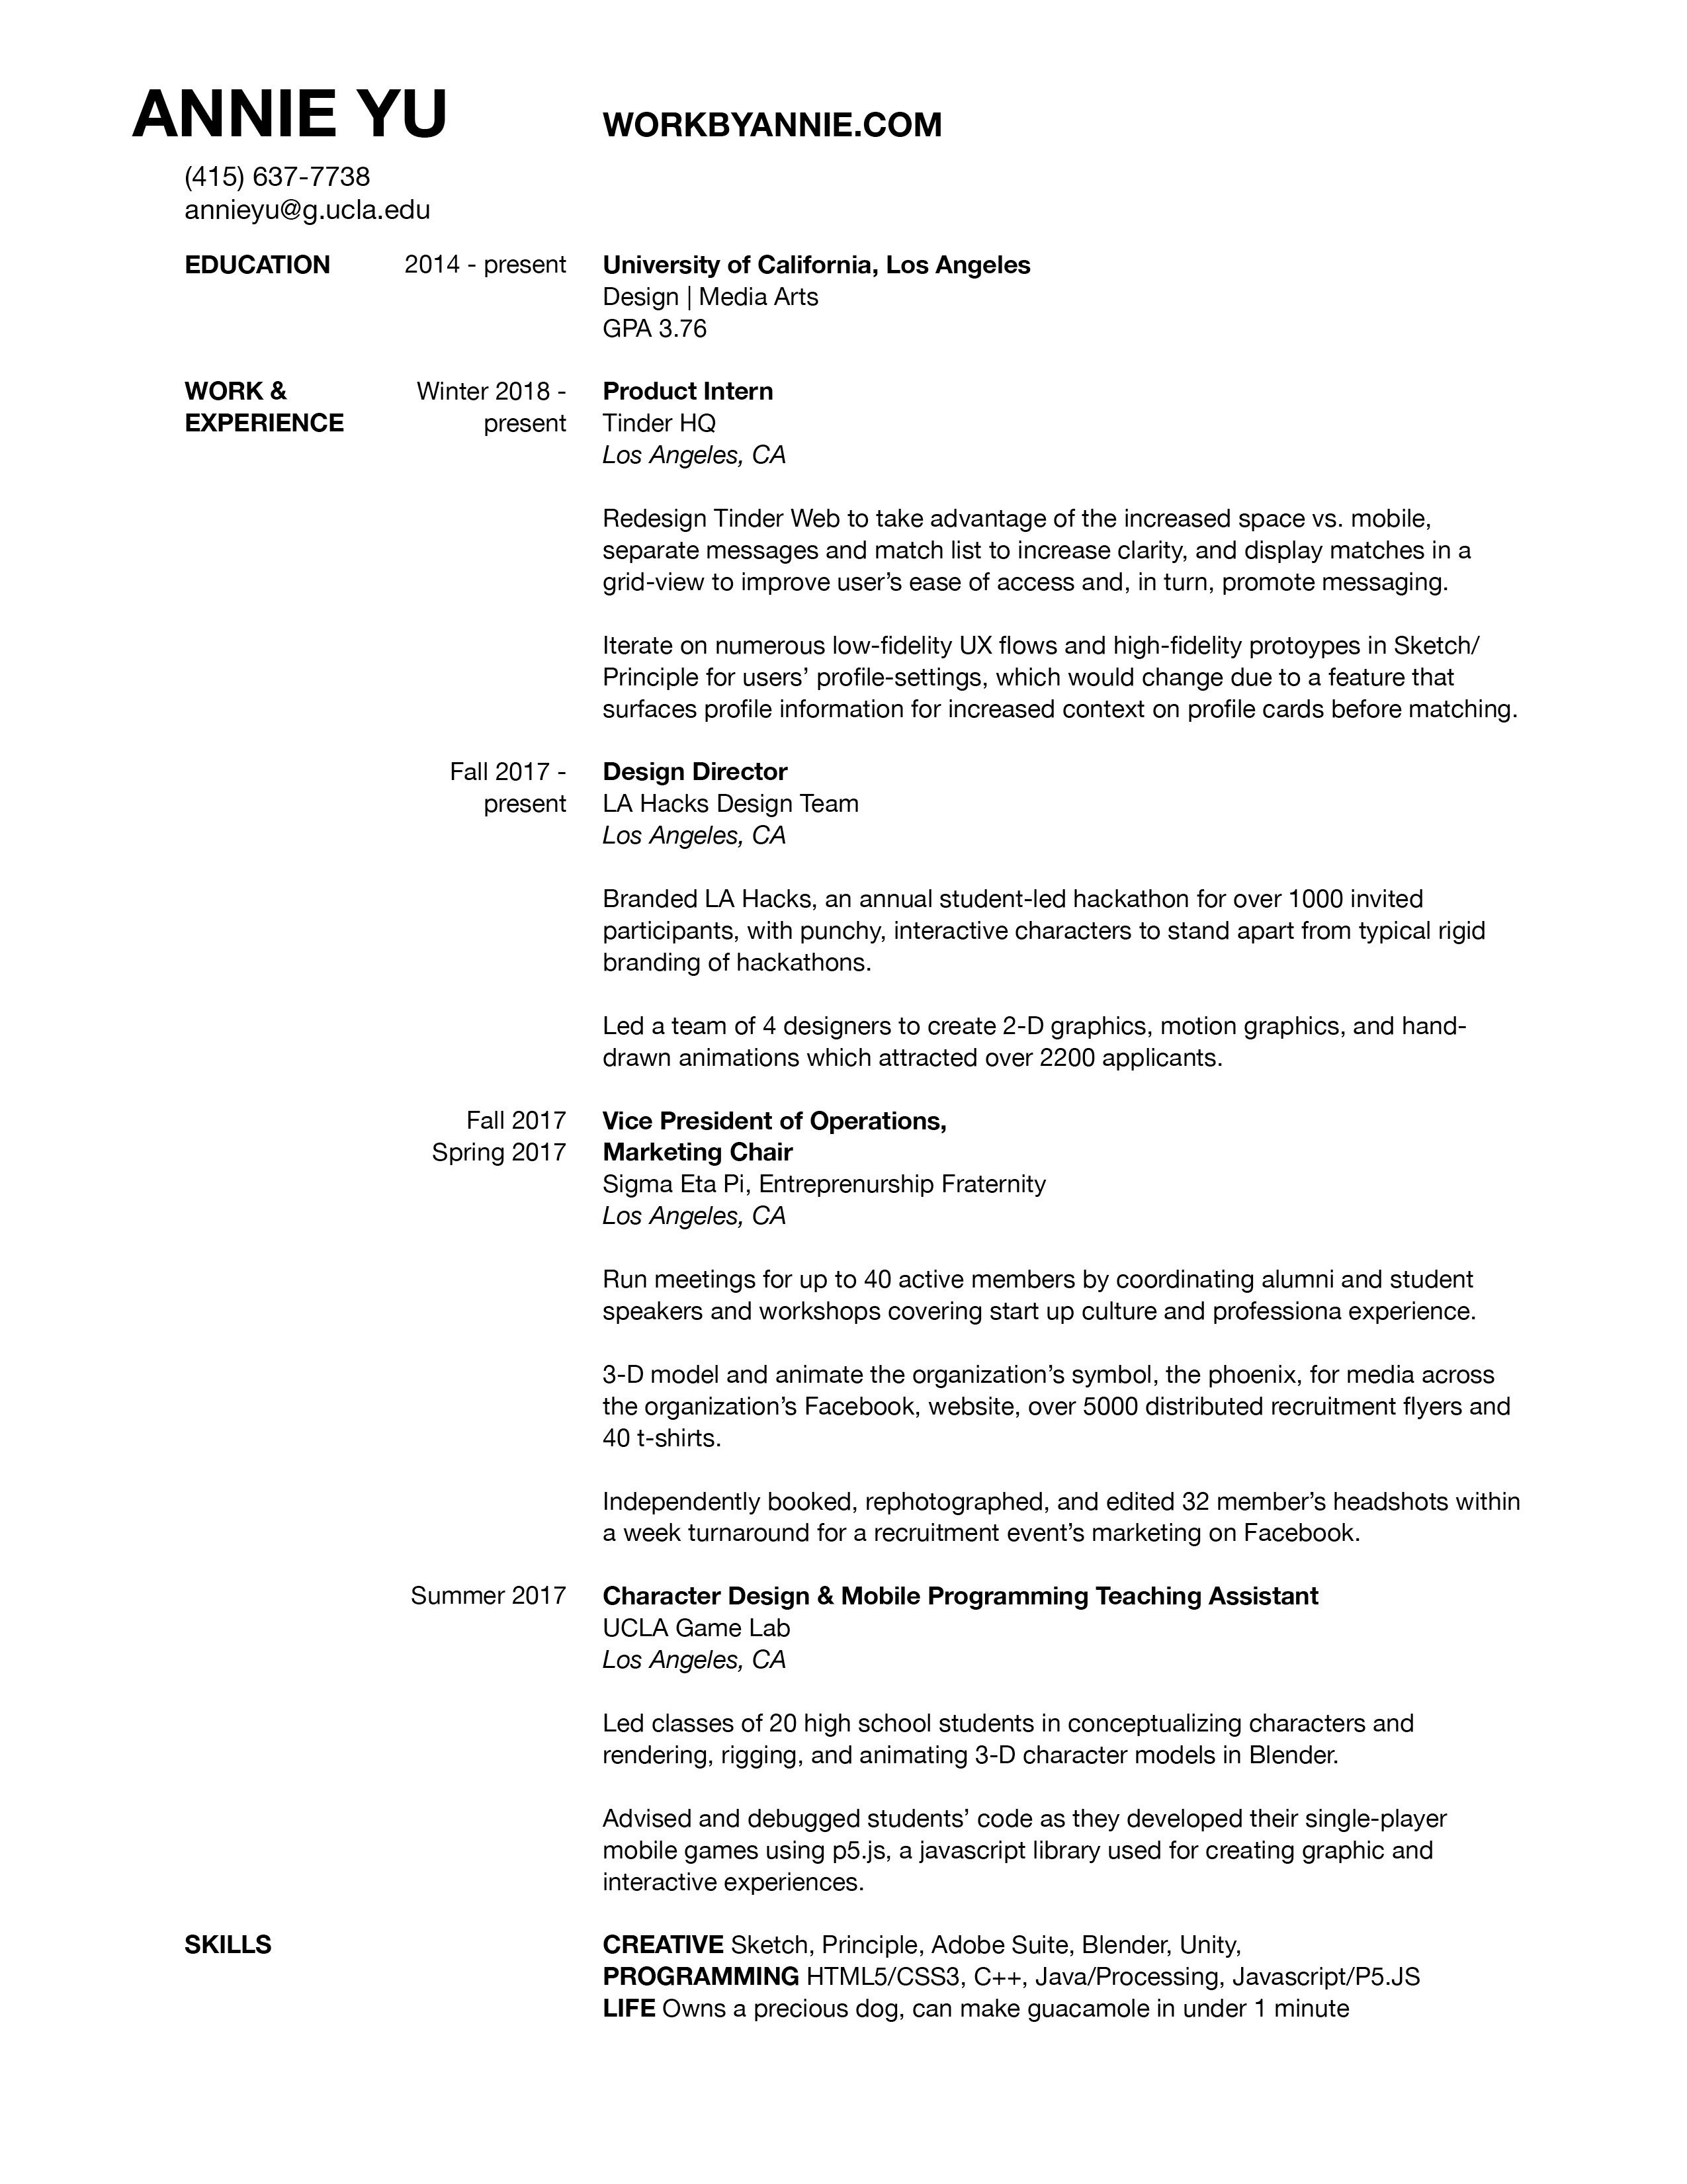 ANNIE YU WORKBYANNIE.COM
(415) 637-7738
annieyu@g.ucla.edu
EDUCATION 2014 - present University of California, Los Angeles
Design | Media Arts
GPA 3.76
WORK & Winter 2018 - Product Intern
EXPERIENCE present Tinder HQ
Los Angeles, CA
Redesign Tinder Web to take advantage of the increased space vs. mobile,
separate messages and match list to increase clarity, and display matches in a
grid-view to improve user’s ease of access and, in turn, promote messaging.
Iterate on numerous low-fidelity UX flows and high-fidelity protoypes in Sketch/
Principle for users’ profile-settings, which would change due to a feature that
surfaces profile information for increased context on profile cards before matching.
Fall 2017 - Design Director
present LA Hacks Design Team
Los Angeles, CA
Branded LA Hacks, an annual student-led hackathon for over 1000 invited
participants, with punchy, interactive characters to stand apart from typical rigid
branding of hackathons.
Led a team of 4 designers to create 2-D graphics, motion graphics, and hand-
drawn animations which attracted over 2200 applicants.
Fall 2017 Vice President of Operations,
Spring 2017 Marketing Chair
Sigma Eta Pi, Entreprenurship Fraternity
Los Angeles, CA
Run meetings for up to 40 active members by coordinating alumni and student
speakers and workshops covering start up culture and professiona experience.
3-D model and animate the organization’s symbol, the phoenix, for media across
the organization’s Facebook, website, over 5000 distributed recruitment flyers and
40 t-shirts.
Independently booked, rephotographed, and edited 32 member’s headshots within
a week turnaround for a recruitment event’s marketing on Facebook.
Summer 2017 Character Design & Mobile Programming Teaching Assistant
UCLA Game Lab
Los Angeles, CA
Led classes of 20 high school students in conceptualizing characters and
rendering, rigging, and animating 3-D character models in Blender.
Advised and debugged students’ code as they developed their single-player
mobile games using p5.js, a javascript library used for creating graphic and
interactive experiences.
SKILLS CREATIVE Sketch, Principle, Adobe Suite, Blender, Unity,
PROGRAMMING HTML5/CSS3, C++, Java/Processing, Javascript/P5.JS
LIFE Owns a precious dog, can make guacamole in under 1 minute